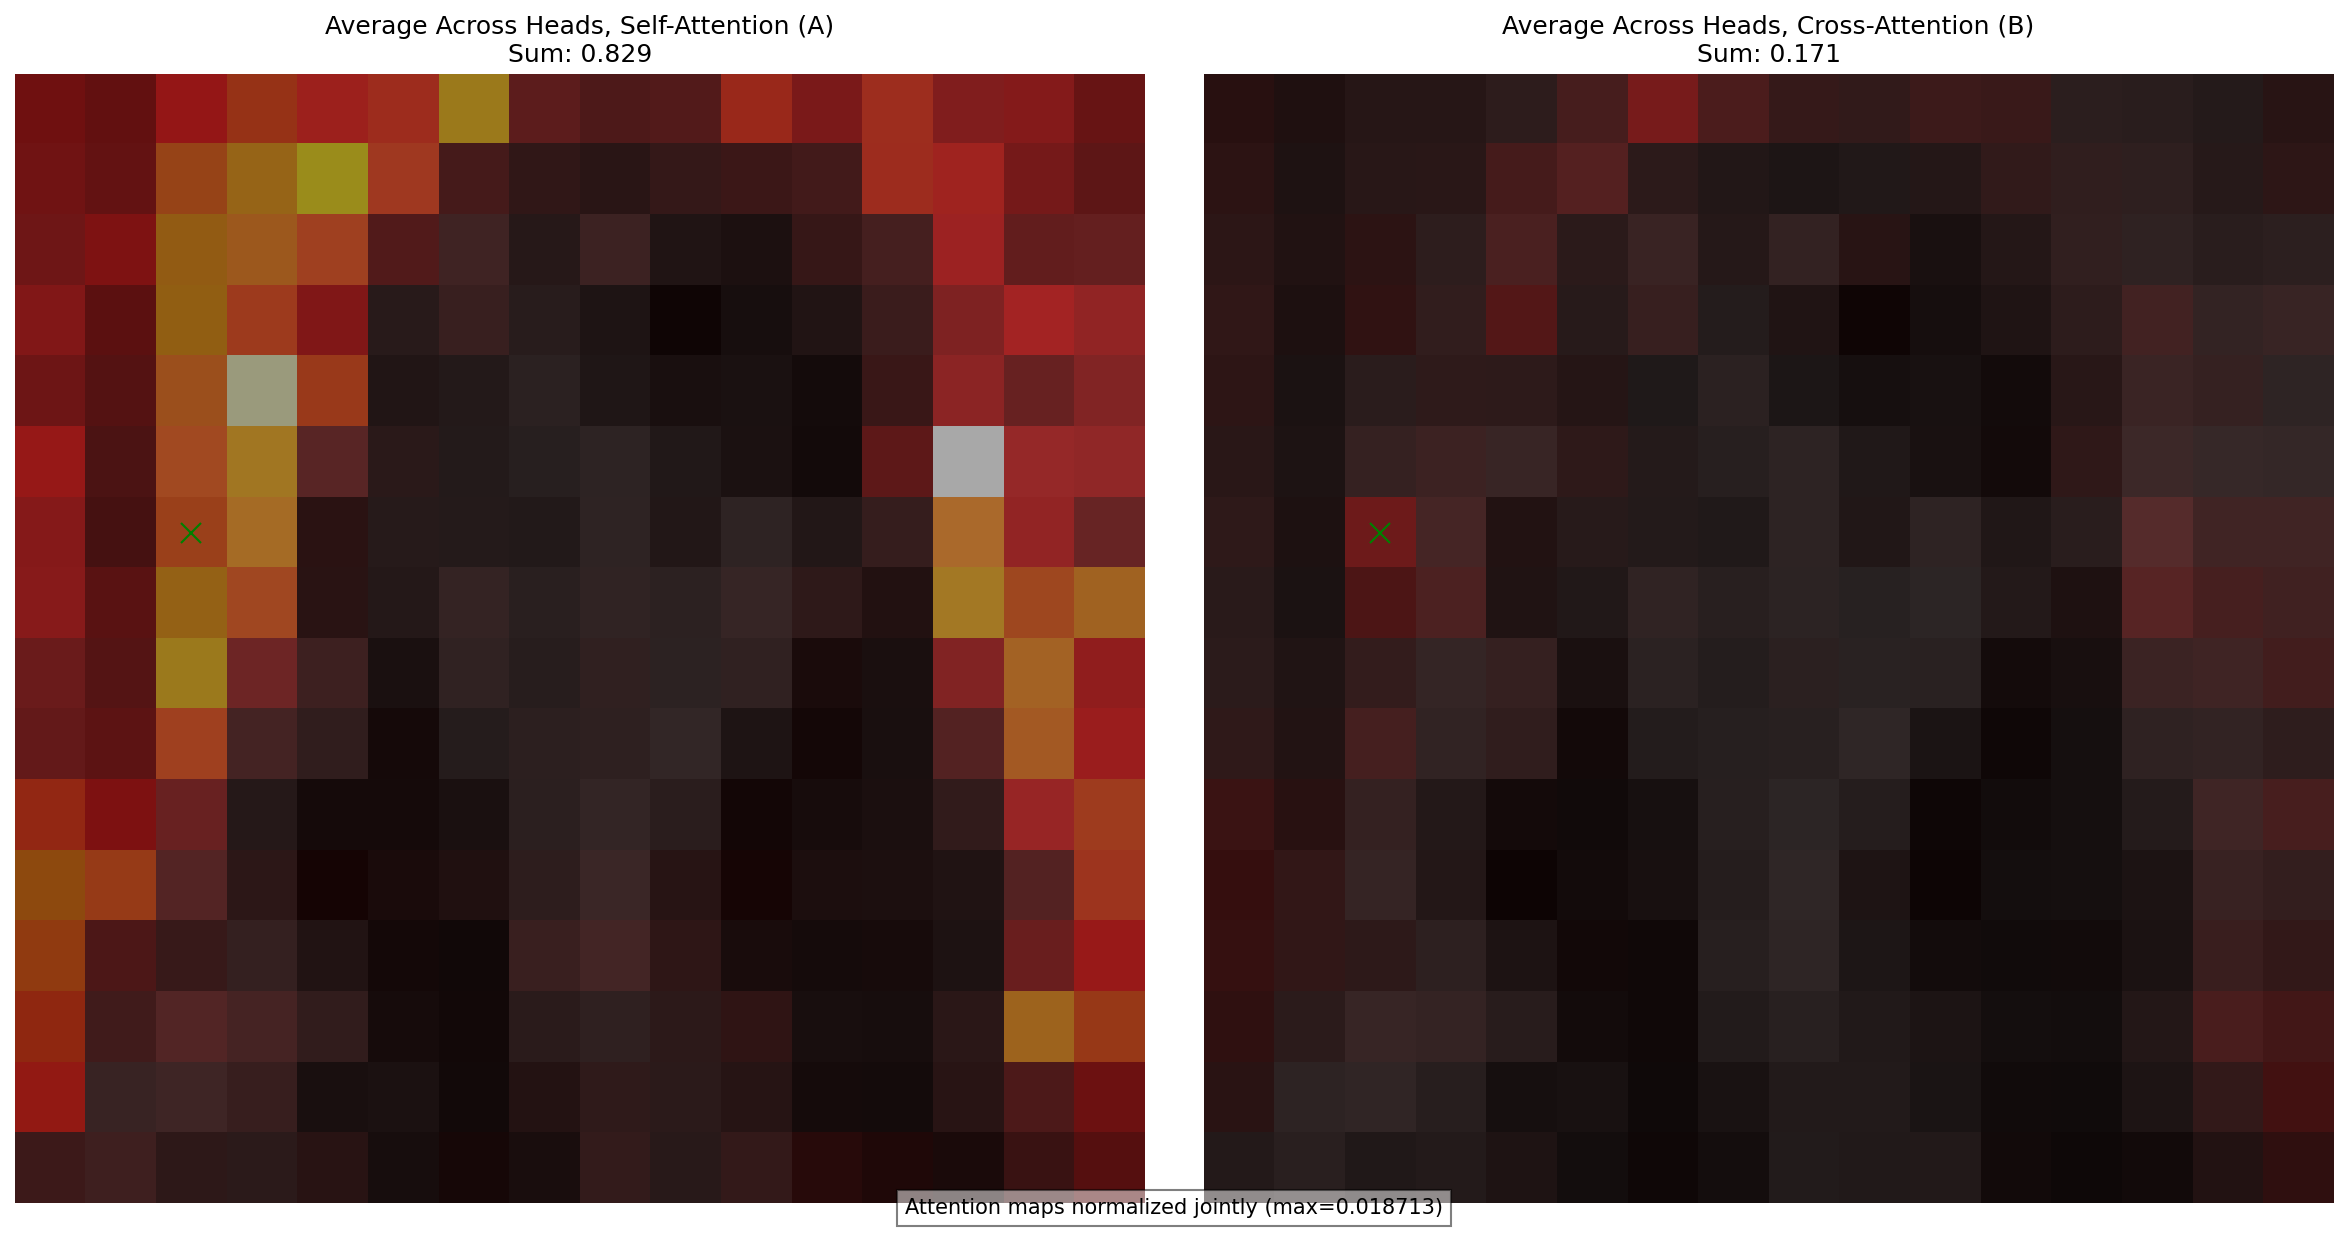 Average Across Heads, Self-Attention (A)
Sum: 0.829
Average Across Heads, Cross-Attention (B)
Sum: 0.171
Attention maps normalized jointly (max=0.018713)